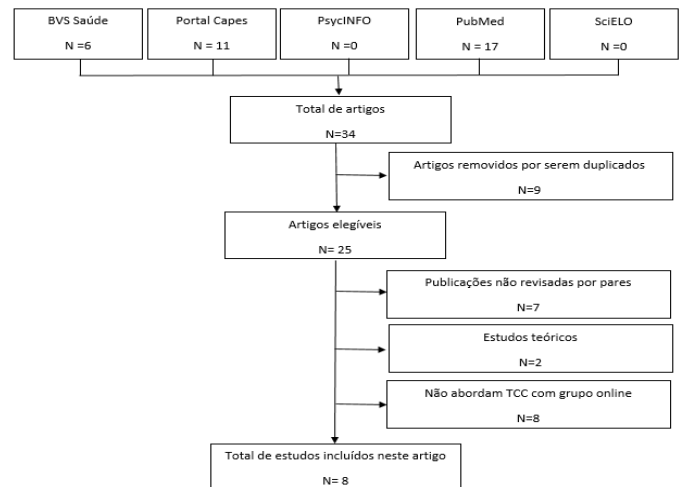 BVS Saúde
N =6
Portal Capes
N = 11
PsycINFO
N =0
PubMed
N = 17
SciELO
N =0
Total de artigos
N=34
Artigos removidos por serem duplicados
N=9
Artigos elegíveis
N= 25
Publicações não revisadas por pares
N=7
Estudos teóricos
N=2
Não abordam TCC com grupo online
N=8
Total de estudos incluídos neste artigo
N= 8